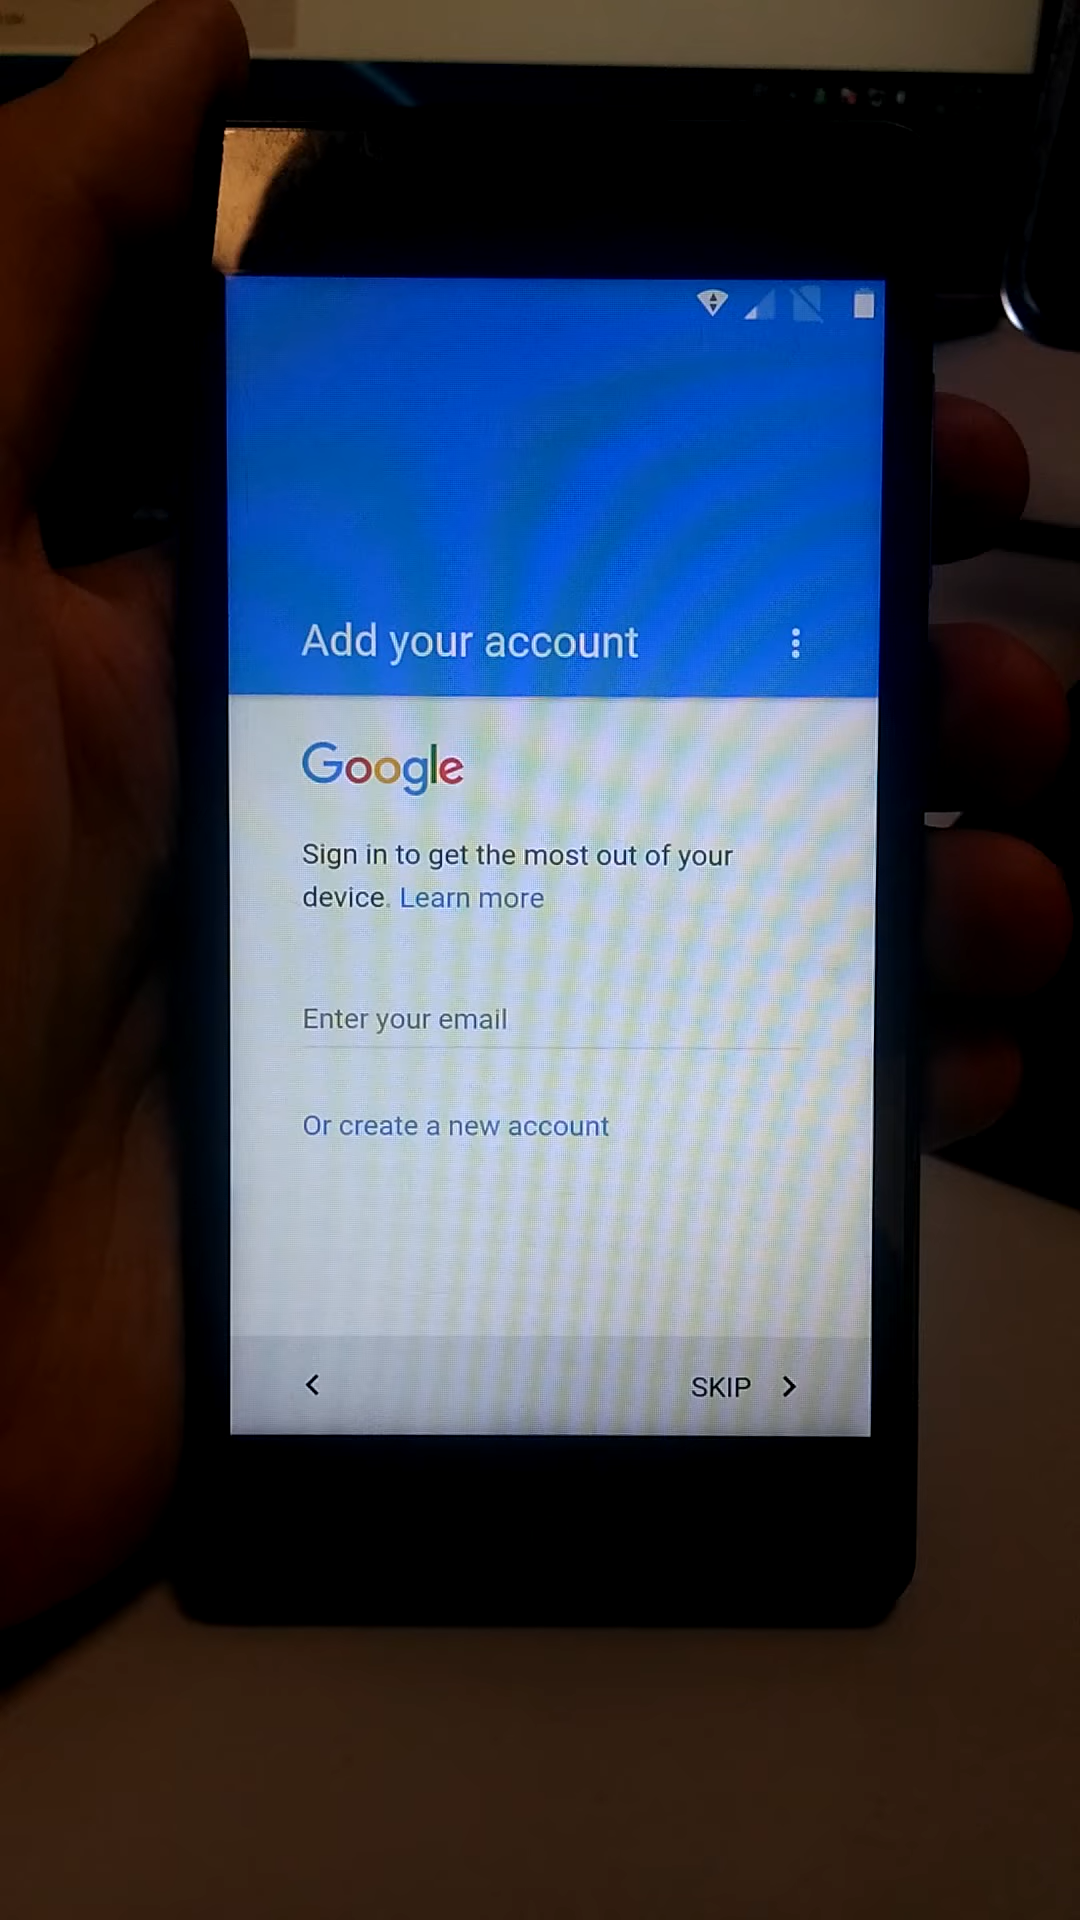 Add your account
Google
Sign in to get the most out of your
device. Learn more
Enter your email
Or create a new account
SKIP